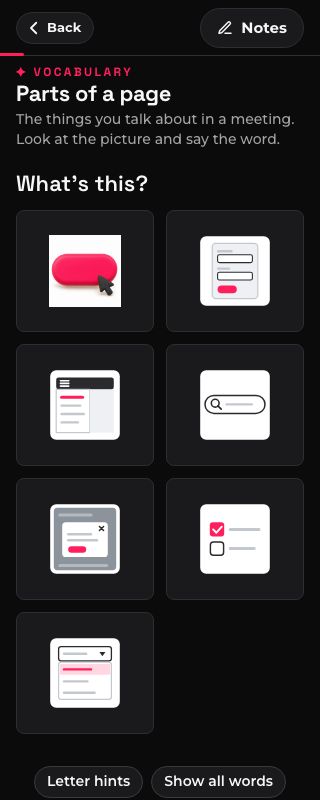 Back
Notes
VOCABULARY
Parts of a page
The things you talk about in a meeting.
Look at the picture and say the word.
What's this?
Letter hints
Show all words